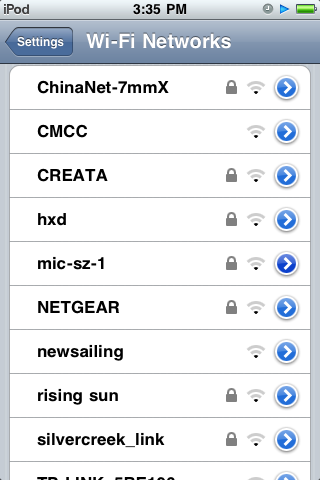 iPod 3:35 PM
Settings Wi-Fi Networks
ChinaNet-7mmX
CMCC
CREATA
hxd
mic-sz-1
NETGEAR
newsailing
rising sun
silvercreek_link